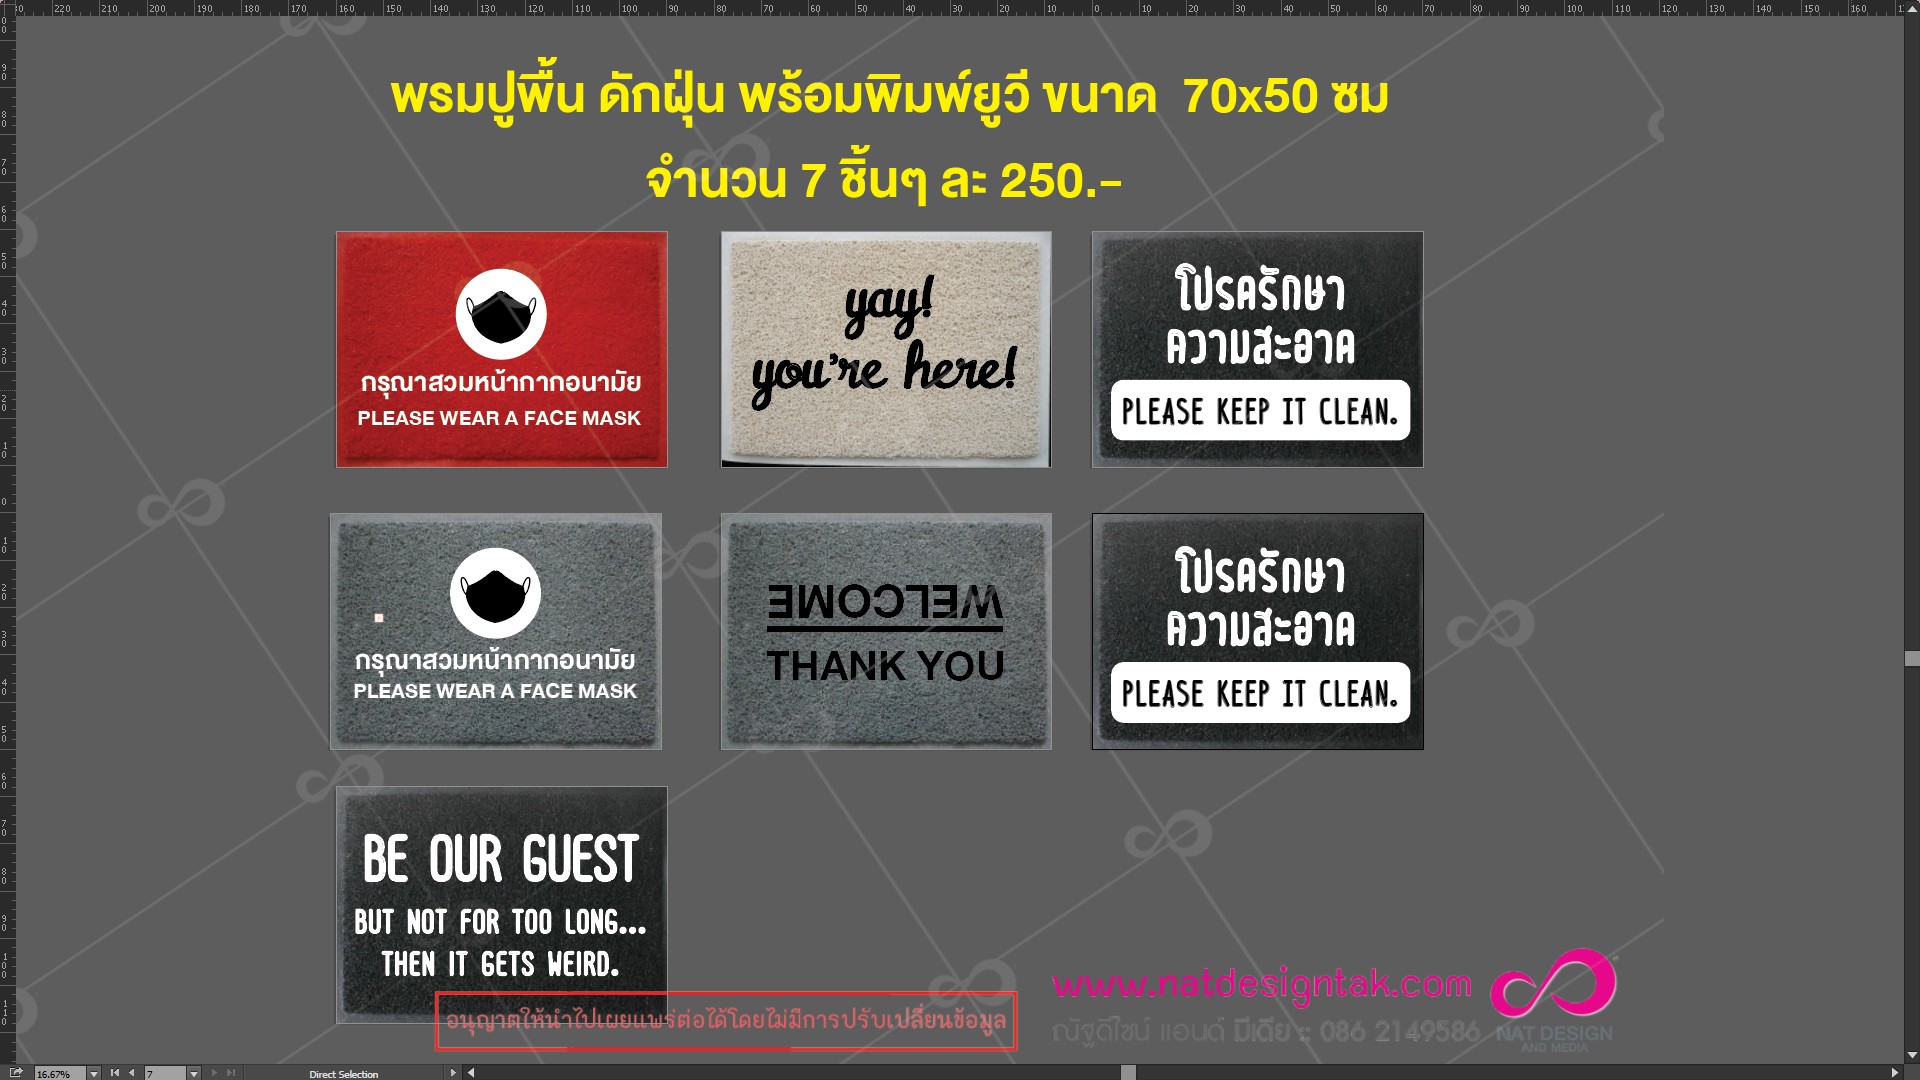 พรมปูพื้น ดักฝุ่น พร้อมพิมพ์ยูวี ขนาด 70x50 ซม
จำนวน 7 ชิ้นๆ ละ 250.-
กรุณาสวมหน้ากากอนามัย
PLEASE WEAR A FACE MASK
yay!
you're here!
โปรดรักษา
ความสะอาด
PLEASE KEEP IT CLEAN.
กรุณาสวมหน้ากากอนามัย
PLEASE WEAR A FACE MASK
WELCOME
THANK YOU
โปรดรักษา
ความสะอาด
PLEASE KEEP IT CLEAN.
BE OUR GUEST
BUT NOT FOR TOO LONG...
THEN IT GETS WEIRD.
อนุญาตให้นำไปเผยแพร่ต่อได้โดยไม่มีการปรับเปลี่ยนข้อมูล
www.natdesigntak.com
ณัฐดีไซน์ แอนด์ มีเดีย :: 086 2149586
NAT DESIGN
AND MEDIA
16.67%
7
Direct Selection